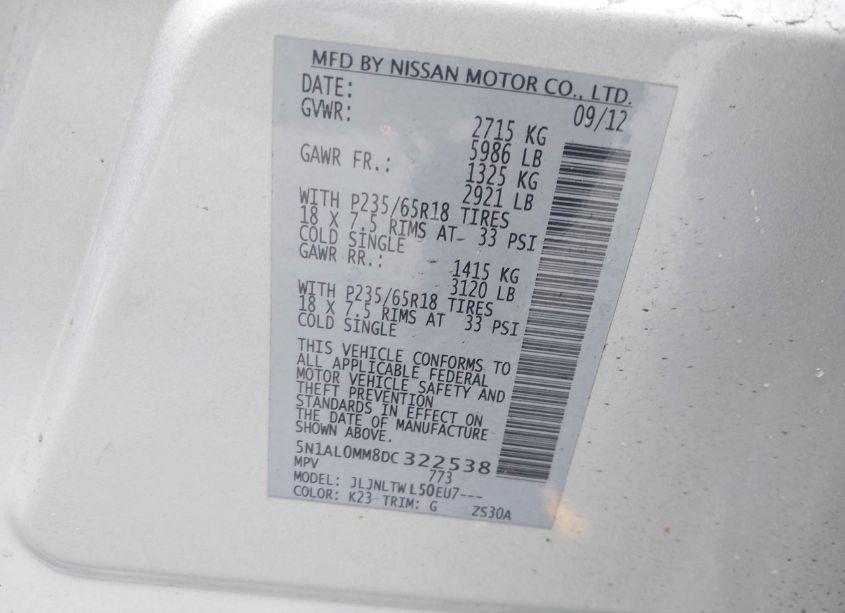 MFD BY NISSAN MOTOR CO., LTD.
DATE: 09/12
GVWR: 2715 KG
5986 LB
GAWR FR.: 1325 KG
2921 LB
WITH P235/65R18 TIRES
18 X 7.5 RIMS AT 33 PSI
COLD SINGLE
GAWR RR.: 1415 KG
3120 LB
WITH P235/65R18 TIRES
18 X 7.5 RIMS AT 33 PSI
COLD SINGLE
THIS VEHICLE CONFORMS TO
ALL APPLICABLE FEDERAL
MOTOR VEHICLE SAFETY AND
THEFT PREVENTION
STANDARDS IN EFFECT ON
THE DATE OF MANUFACTURE
SHOWN ABOVE.
5N1AL0MM8DC322538
MPV 773
MODEL: JLJNLTWL50EU7---
COLOR: K23 TRIM: G ZS30A